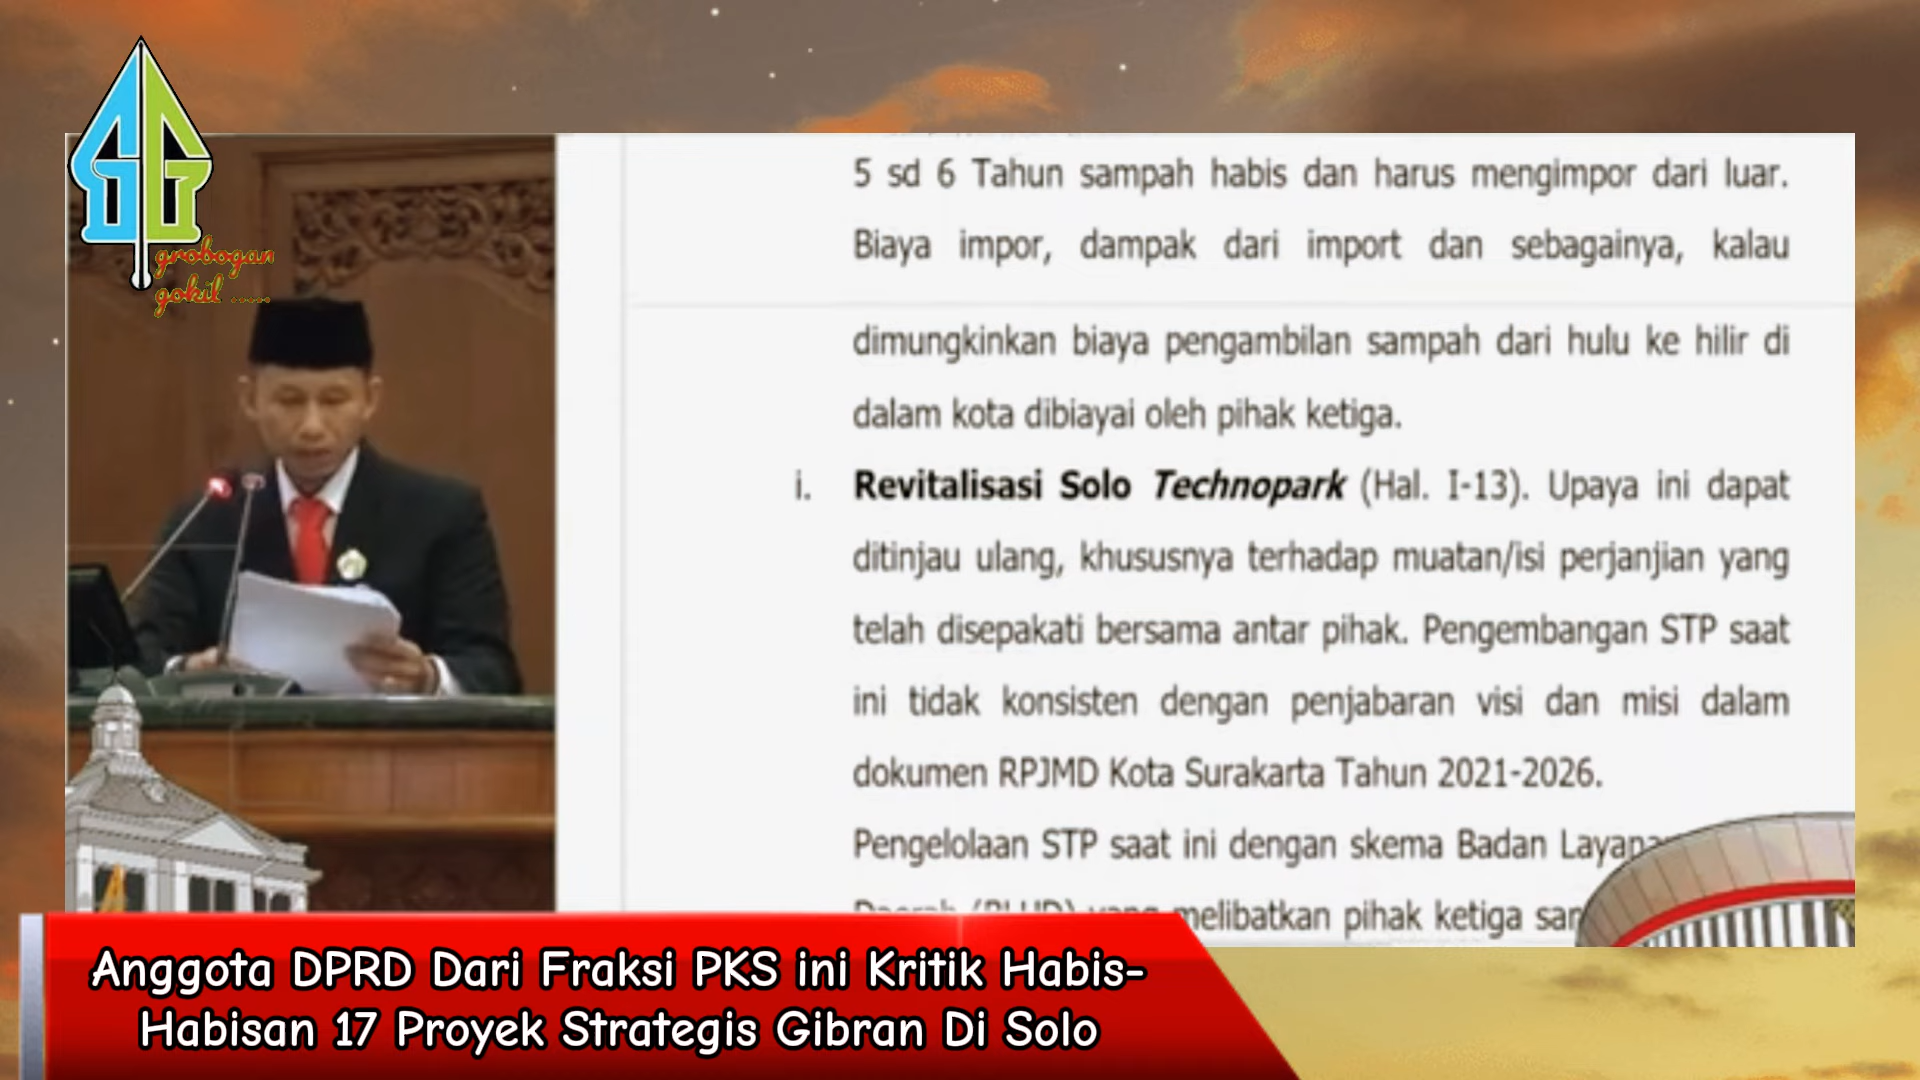 grobogan
gokil .....
5 sd 6 Tahun sampah habis dan harus mengimpor dari luar.
Biaya impor, dampak dari import dan sebagainya, kalau
dimungkinkan biaya pengambilan sampah dari hulu ke hilir di
dalam kota dibiayai oleh pihak ketiga.
i. Revitalisasi Solo Technopark (Hal. I-13). Upaya ini dapat
ditinjau ulang, khususnya terhadap muatan/isi perjanjian yang
telah disepakati bersama antar pihak. Pengembangan STP saat
ini tidak konsisten dengan penjabaran visi dan misi dalam
dokumen RPJMD Kota Surakarta Tahun 2021-2026.
Pengelolaan STP saat ini dengan skema Badan
melibatkan pihak ketiga
Anggota DPRD Dari Fraksi PKS ini Kritik Habis-
Habisan 17 Proyek Strategis Gibran Di Solo